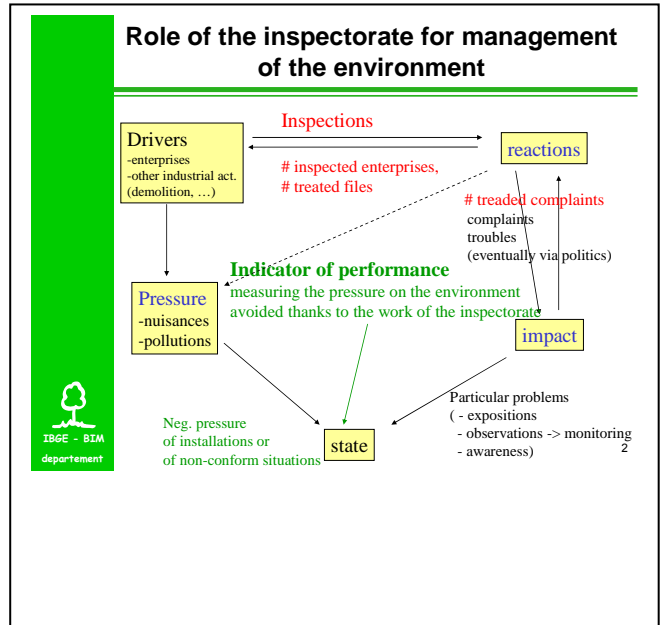 Role of the inspectorate for management
of the environment
Inspections
Drivers
-enterprises
-other industrial act.
(demolition, …)
# inspected enterprises,
# treated files
reactions
# treaded complaints
complaints
troubles
(eventually via politics)
Indicator of performance
measuring the pressure on the environment
avoided thanks to the work of the inspectorate
Pressure
-nuisances
-pollutions
impact
Particular problems
( - expositions
- observations -> monitoring
- awareness)
Neg. pressure
of installations or
of non-conform situations
state
IBGE - BIM
departement
2